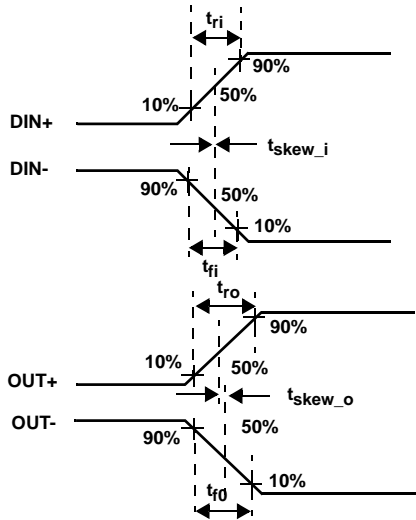 tri
90%
10%
50%
DIN+
tskew_i
DIN-
90%
50%
10%
tfi
tro
90%
10%
50%
OUT+
tskew_o
OUT-
50%
90%
10%
tf0